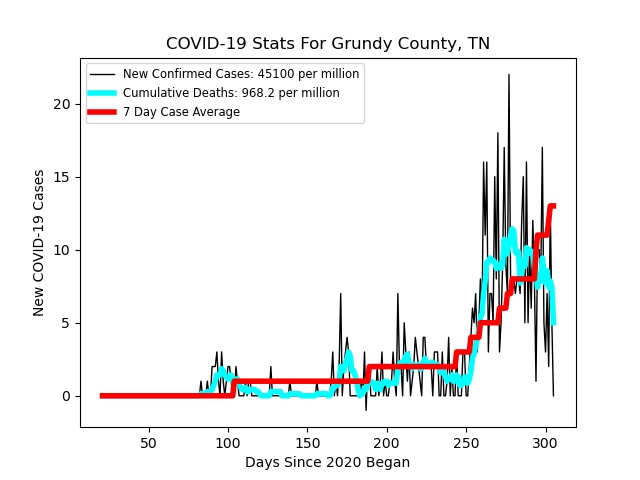 COVID-19 Stats For Grundy County, TN
New Confirmed Cases: 45100 per million
Cumulative Deaths: 968.2 per million
7 Day Case Average
New COVID-19 Cases
20
15
10
5
0
50 100 150 200 250 300
Days Since 2020 Began